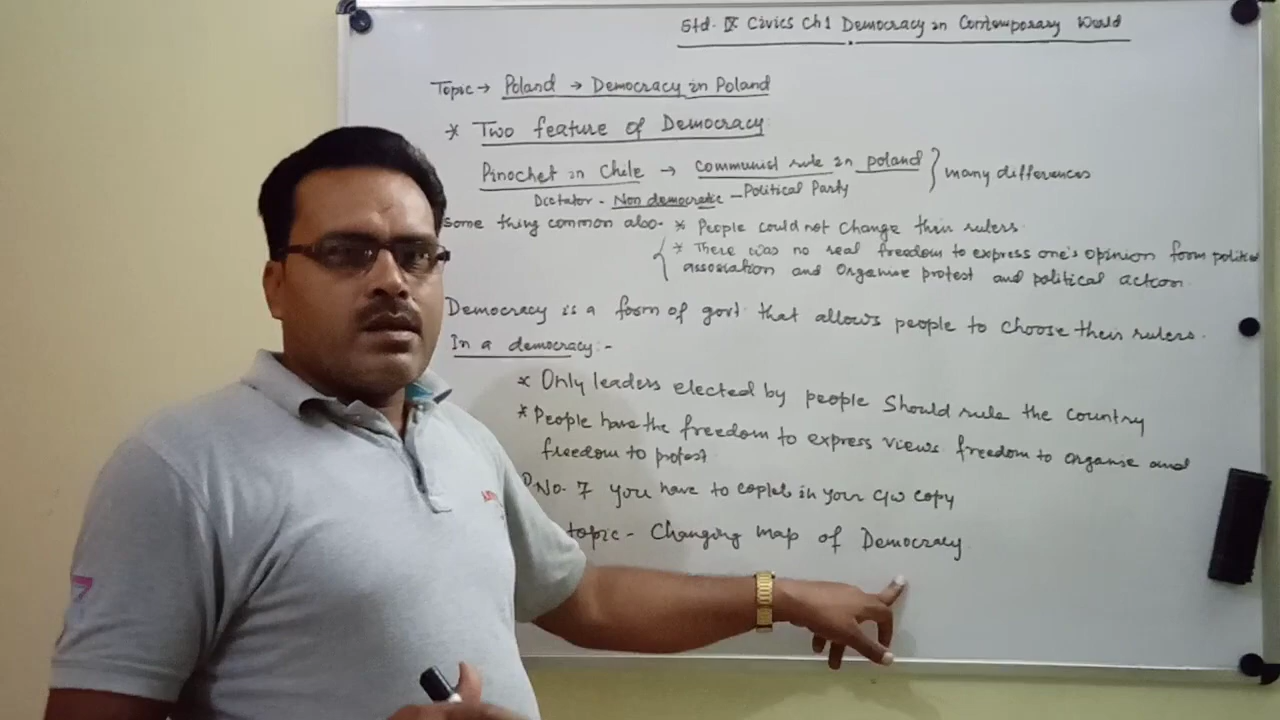 Std. IX Civics Ch1 Democracy in Contemporary World
Topic → Poland → Democracy in Poland
* Two feature of Democracy
Pinochet in Chile → Communist rule in poland } many differences
Dictator - Non democratic - Political Party
some thing common also - * People could not change their rulers.
* There was no real freedom to express one's opinion form political
association and organise protest and political action.
Democracy is a form of govt. that allows people to choose their rulers.
In a democracy:-
* Only leaders elected by people should rule the country
* People have the freedom to express views freedom to organise and
freedom to protest.
No. 7 you have to in your c/w copy
topic - Changing map of Democracy